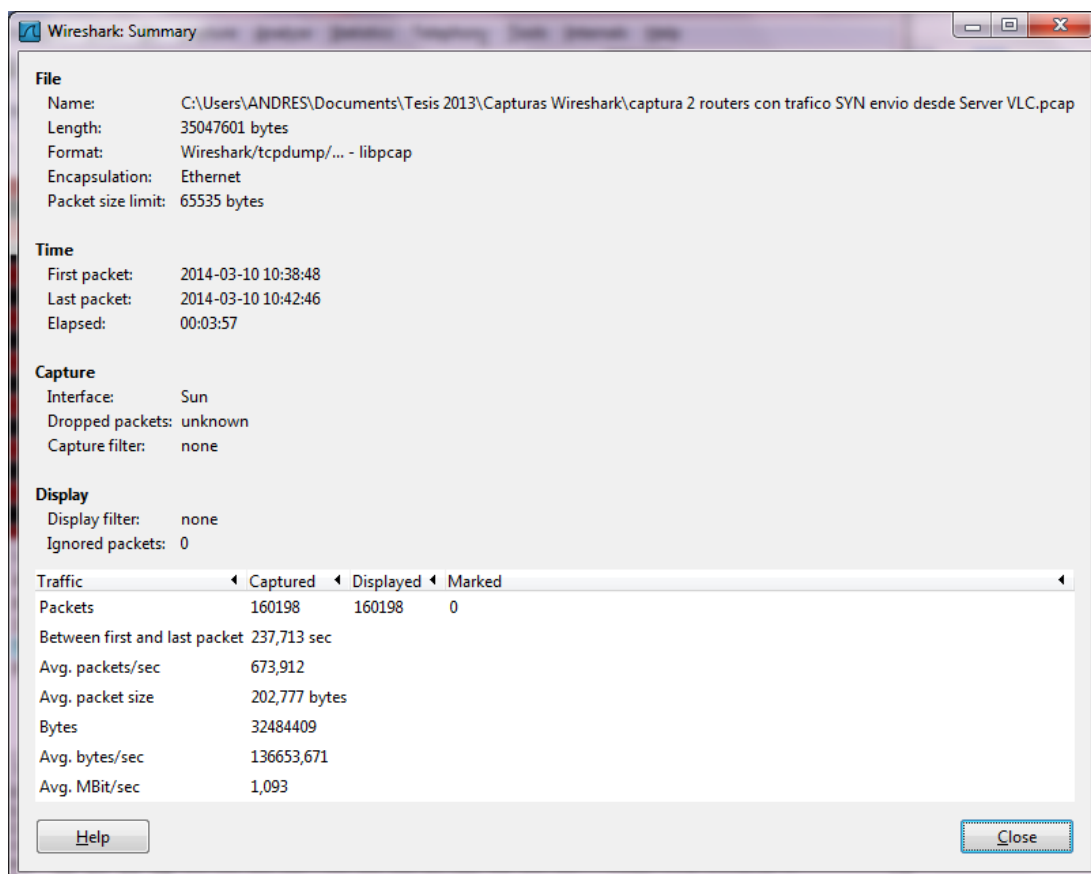 Wireshark: Summary
File
Name: C:\Users\ANDRES\Documents\Tesis 2013\Capturas Wireshark\captura 2 routers con trafico SYN envio desde Server VLC.pcap
Length: 35047601 bytes
Format: Wireshark/tcpdump/... - libpcap
Encapsulation: Ethernet
Packet size limit: 65535 bytes
Time
First packet: 2014-03-10 10:38:48
Last packet: 2014-03-10 10:42:46
Elapsed: 00:03:57
Capture
Interface: Sun
Dropped packets: unknown
Capture filter: none
Display
Display filter: none
Ignored packets: 0
Traffic Captured Displayed Marked
Packets 160198 160198 0
Between first and last packet 237,713 sec
Avg. packets/sec 673,912
Avg. packet size 202,777 bytes
Bytes 32484409
Avg. bytes/sec 136653,671
Avg. MBit/sec 1,093
Help Close